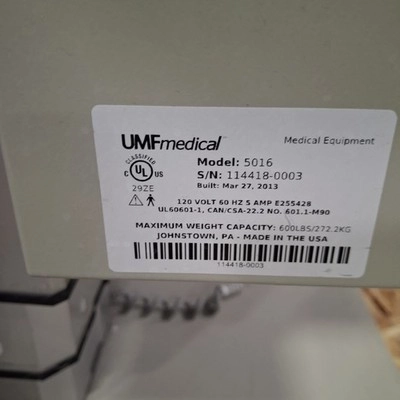 UMFmedical™ Medical Equipment
Model: 5016
S/N: 114418-0003
Built: Mar 27, 2013
CLASSIFIED
C UL US
29ZE
120 VOLT 60 HZ 5 AMP E255428
UL60601-1, CAN/CSA-22.2 NO. 601.1-M90
MAXIMUM WEIGHT CAPACITY: 600LBS/272.2KG
JOHNSTOWN, PA - MADE IN THE USA
114418-0003